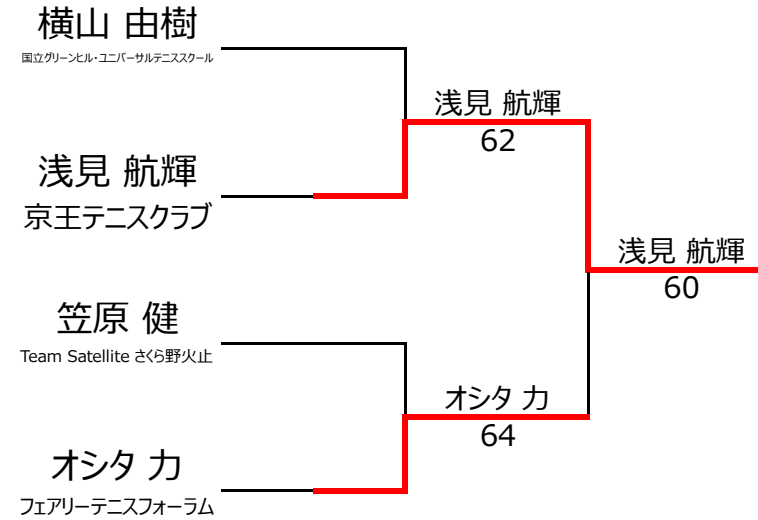 横山 由樹
国立グリーンヒル・ユニバーサルテニススクール
浅見 航輝
62
浅見 航輝
京王テニスクラブ
浅見 航輝
60
笠原 健
Team Satellite さくら野火止
オシタ 力
64
オシタ 力
フェアリーテニスフォーラム